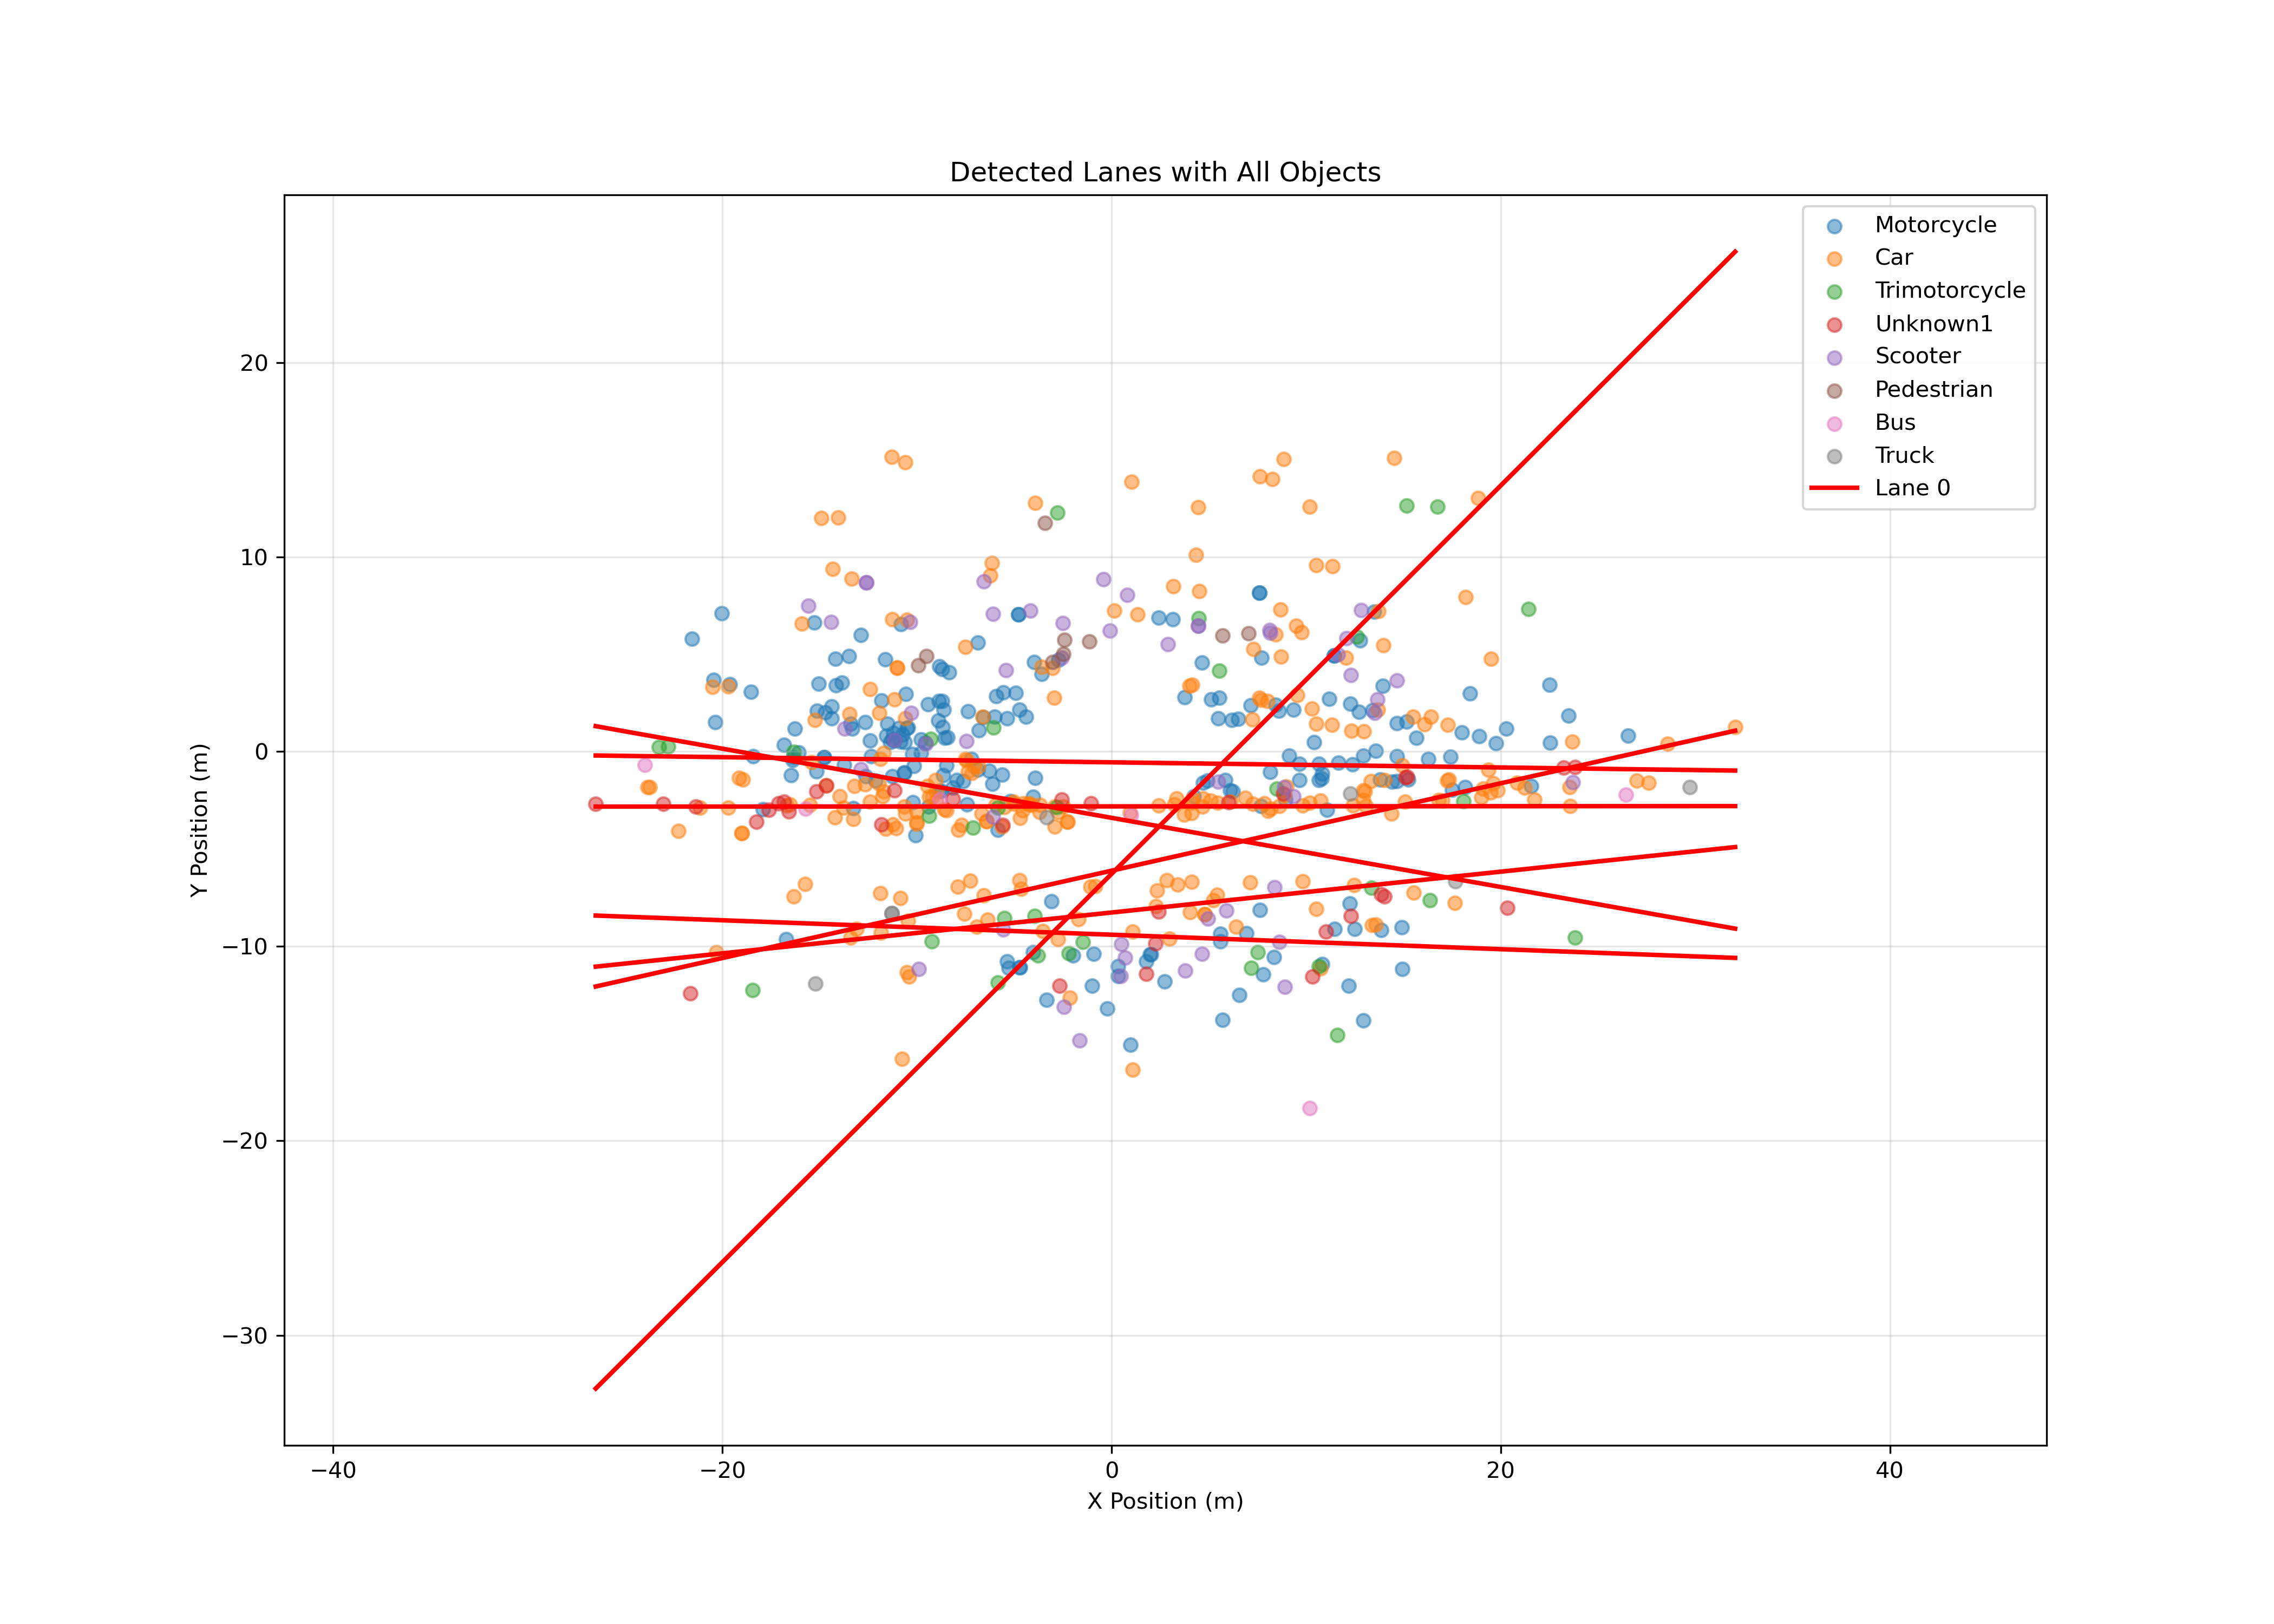 Detected Lanes with All Objects
Motorcycle
Car
Trimotorcycle
Unknown1
Scooter
Pedestrian
Bus
Truck
Lane 0
Y Position (m)
20
10
0
−10
−20
−30
−40
−20
0
20
40
X Position (m)